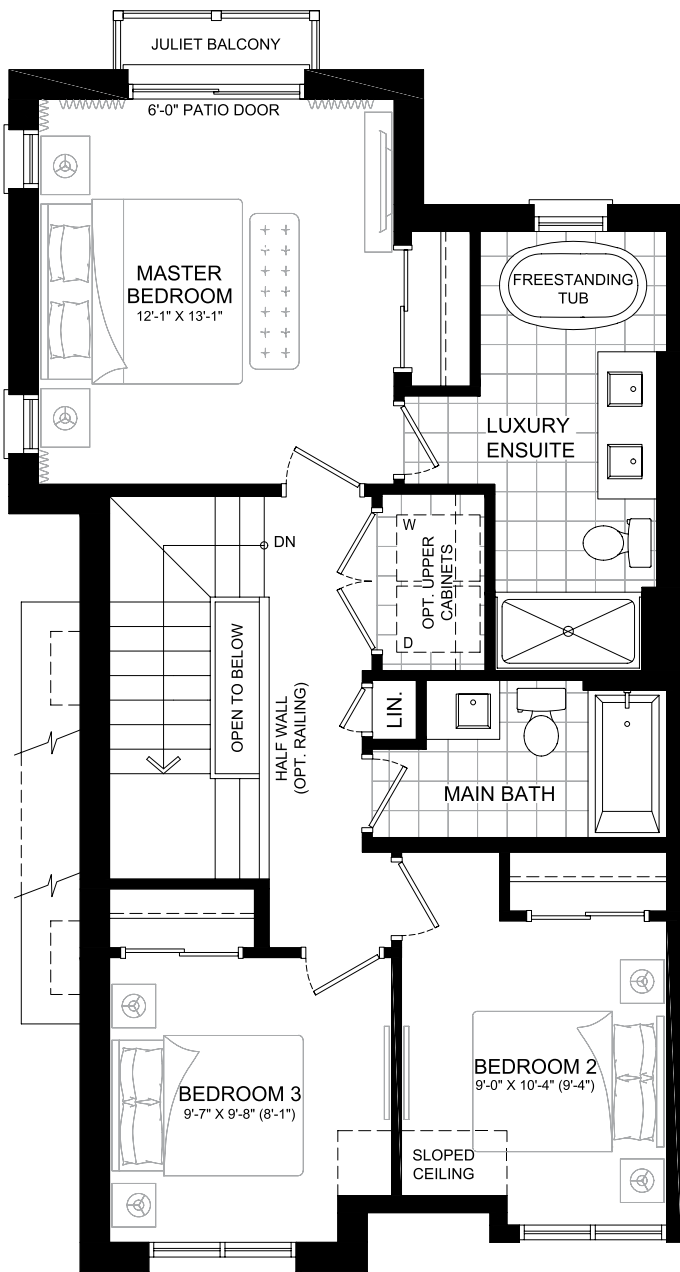 JULIET BALCONY
6'-0" PATIO DOOR
MASTER
BEDROOM
12'-1" X 13'-1"
FREESTANDING
TUB
LUXURY
ENSUITE
W
DN
OPT. UPPER
CABINETS
D
OPEN TO BELOW
HALF WALL
(OPT. RAILING)
LIN.
MAIN BATH
BEDROOM 2
9'-0" X 10'-4" (9'-4")
BEDROOM 3
9'-7" X 9'-8" (8'-1")
SLOPED
CEILING